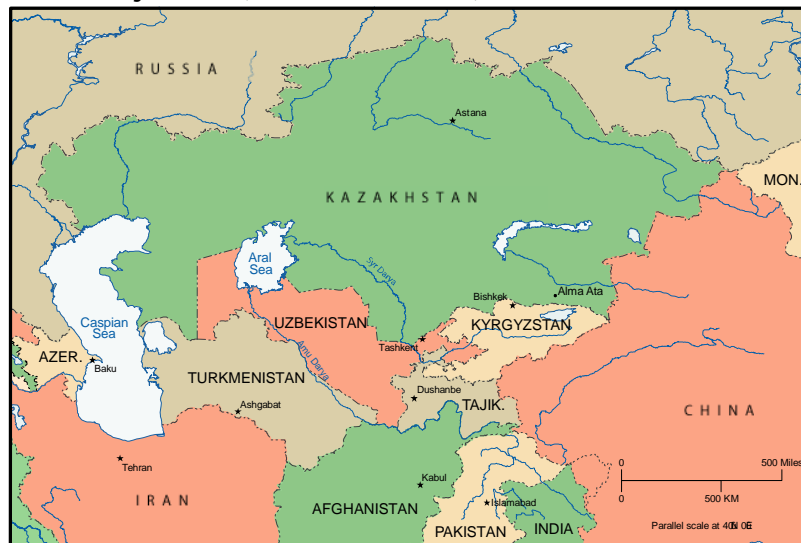 RUSSIA
Astana
KAZAKHSTAN
MON.
Aral
Sea
Syr Darya
Bishkek
Alma Ata
Caspian
Sea
UZBEKISTAN
KYRGYZSTAN
Tashkent
AZER.
Baku
Amu Darya
TURKMENISTAN
Dushanbe
TAJIK.
Ashgabat
CHINA
Tehran
Kabul
0
500 Miles
IRAN
AFGHANISTAN
Islamabad
0
500 KM
PAKISTAN
INDIA
Parallel scale at